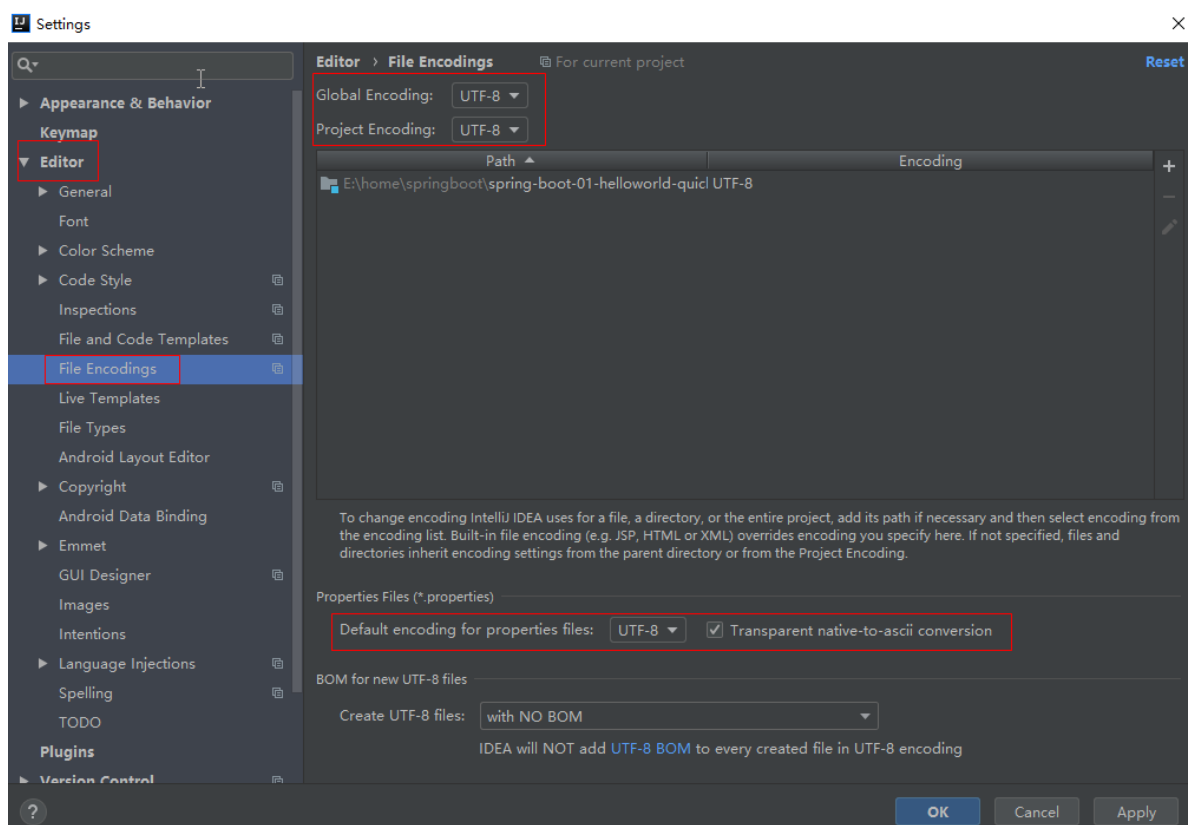 Settings
Editor › File Encodings For current project Reset
Appearance & Behavior
Keymap
Editor
General
Font
Color Scheme
Code Style
Inspections
File and Code Templates
File Encodings
Live Templates
File Types
Android Layout Editor
Copyright
Android Data Binding
Emmet
GUI Designer
Images
Intentions
Language Injections
Spelling
TODO
Plugins
Version Control
Global Encoding: UTF-8
Project Encoding: UTF-8
Path Encoding
E:\home\springboot\spring-boot-01-helloworld-quicl UTF-8
To change encoding IntelliJ IDEA uses for a file, a directory, or the entire project, add its path if necessary and then select encoding from
the encoding list. Built-in file encoding (e.g. JSP, HTML or XML) overrides encoding you specify here. If not specified, files and
directories inherit encoding settings from the parent directory or from the Project Encoding.
Properties Files (*.properties)
Default encoding for properties files: UTF-8 Transparent native-to-ascii conversion
BOM for new UTF-8 files
Create UTF-8 files: with NO BOM
IDEA will NOT add UTF-8 BOM to every created file in UTF-8 encoding
? OK Cancel Apply